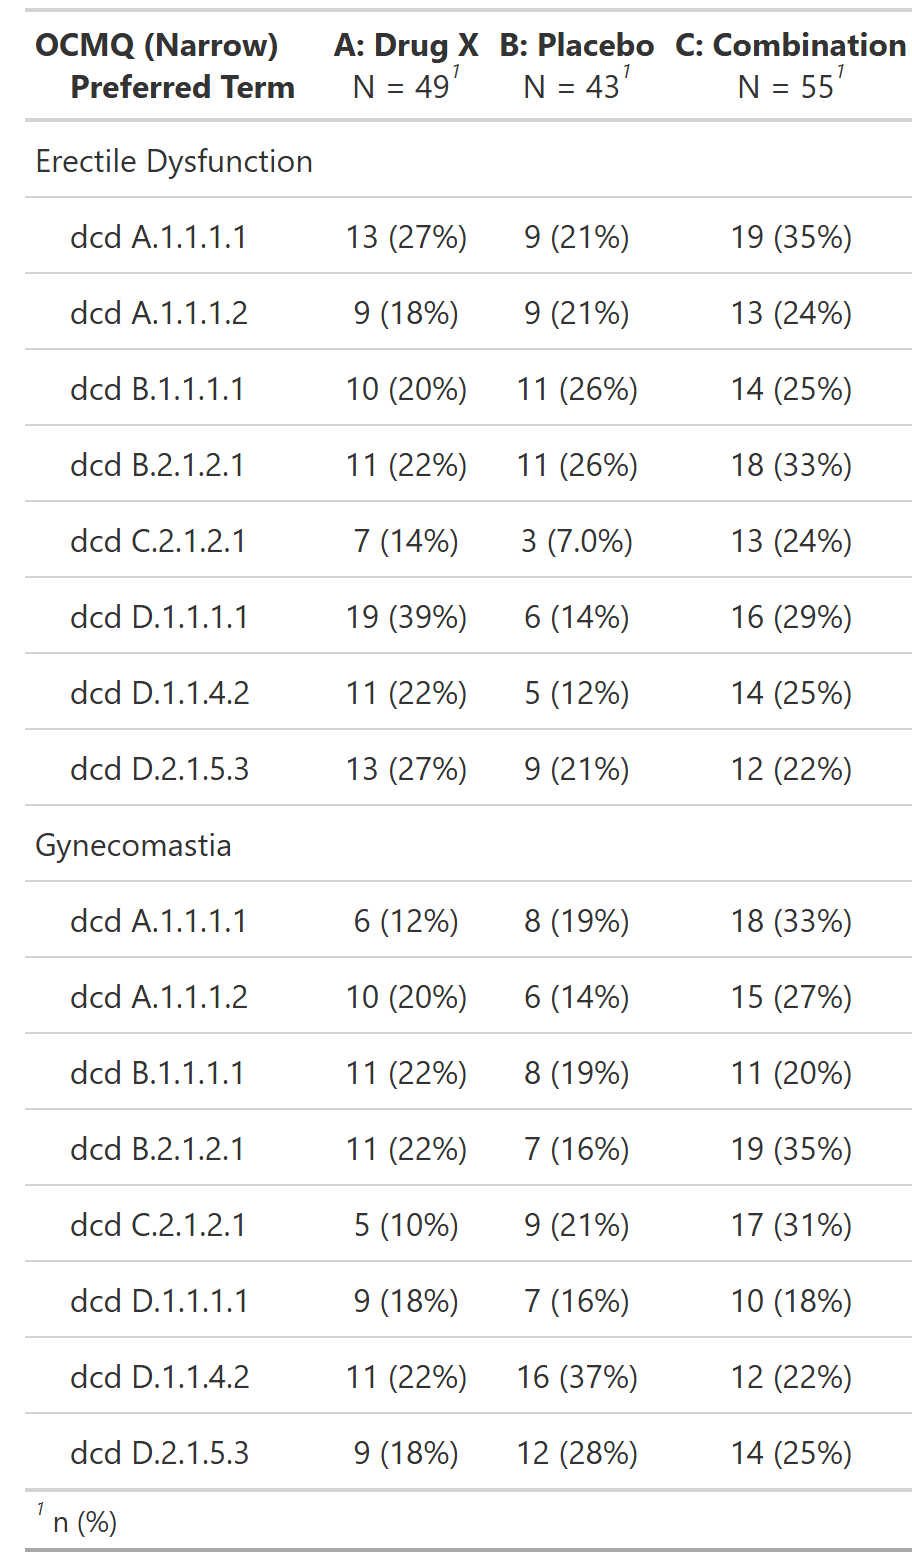 OCMQ (Narrow) A: Drug X B: Placebo C: Combination
Preferred Term N = 49¹ N = 43¹ N = 55¹
Erectile Dysfunction
dcd A.1.1.1.1 13 (27%) 9 (21%) 19 (35%)
dcd A.1.1.1.2 9 (18%) 9 (21%) 13 (24%)
dcd B.1.1.1.1 10 (20%) 11 (26%) 14 (25%)
dcd B.2.1.2.1 11 (22%) 11 (26%) 18 (33%)
dcd C.2.1.2.1 7 (14%) 3 (7.0%) 13 (24%)
dcd D.1.1.1.1 19 (39%) 6 (14%) 16 (29%)
dcd D.1.1.4.2 11 (22%) 5 (12%) 14 (25%)
dcd D.2.1.5.3 13 (27%) 9 (21%) 12 (22%)
Gynecomastia
dcd A.1.1.1.1 6 (12%) 8 (19%) 18 (33%)
dcd A.1.1.1.2 10 (20%) 6 (14%) 15 (27%)
dcd B.1.1.1.1 11 (22%) 8 (19%) 11 (20%)
dcd B.2.1.2.1 11 (22%) 7 (16%) 19 (35%)
dcd C.2.1.2.1 5 (10%) 9 (21%) 17 (31%)
dcd D.1.1.1.1 9 (18%) 7 (16%) 10 (18%)
dcd D.1.1.4.2 11 (22%) 16 (37%) 12 (22%)
dcd D.2.1.5.3 9 (18%) 12 (28%) 14 (25%)
¹ n (%)